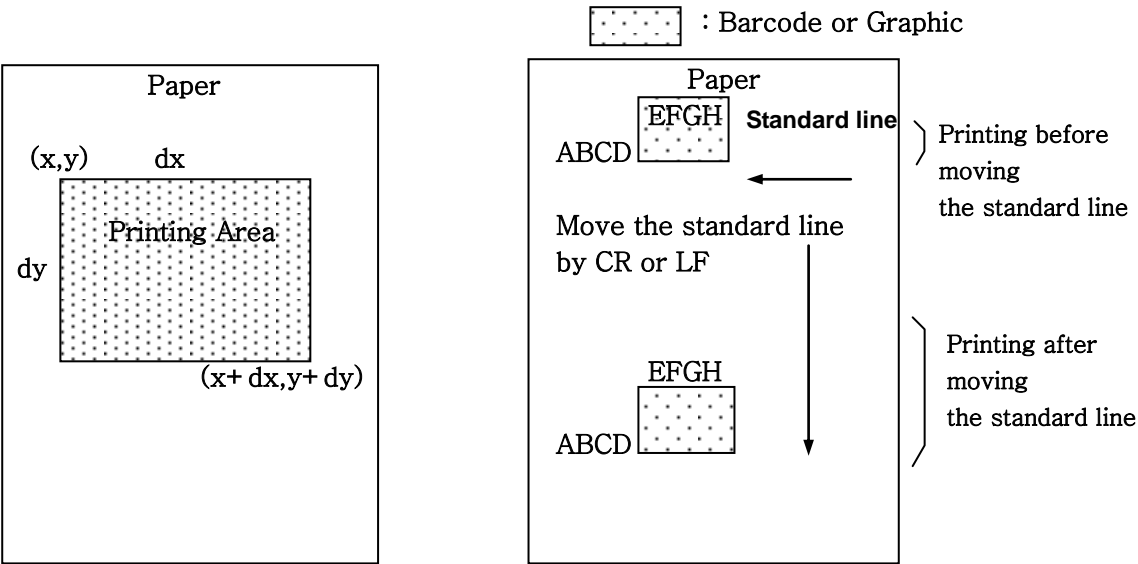 : Barcode or Graphic
Paper
(x,y)
dx
Printing Area
dy
(x+ dx,y+ dy)
Paper
EFGH
Standard line
ABCD
Printing before
moving
the standard line
Move the standard line
by CR or LF
EFGH
ABCD
Printing after
moving
the standard line